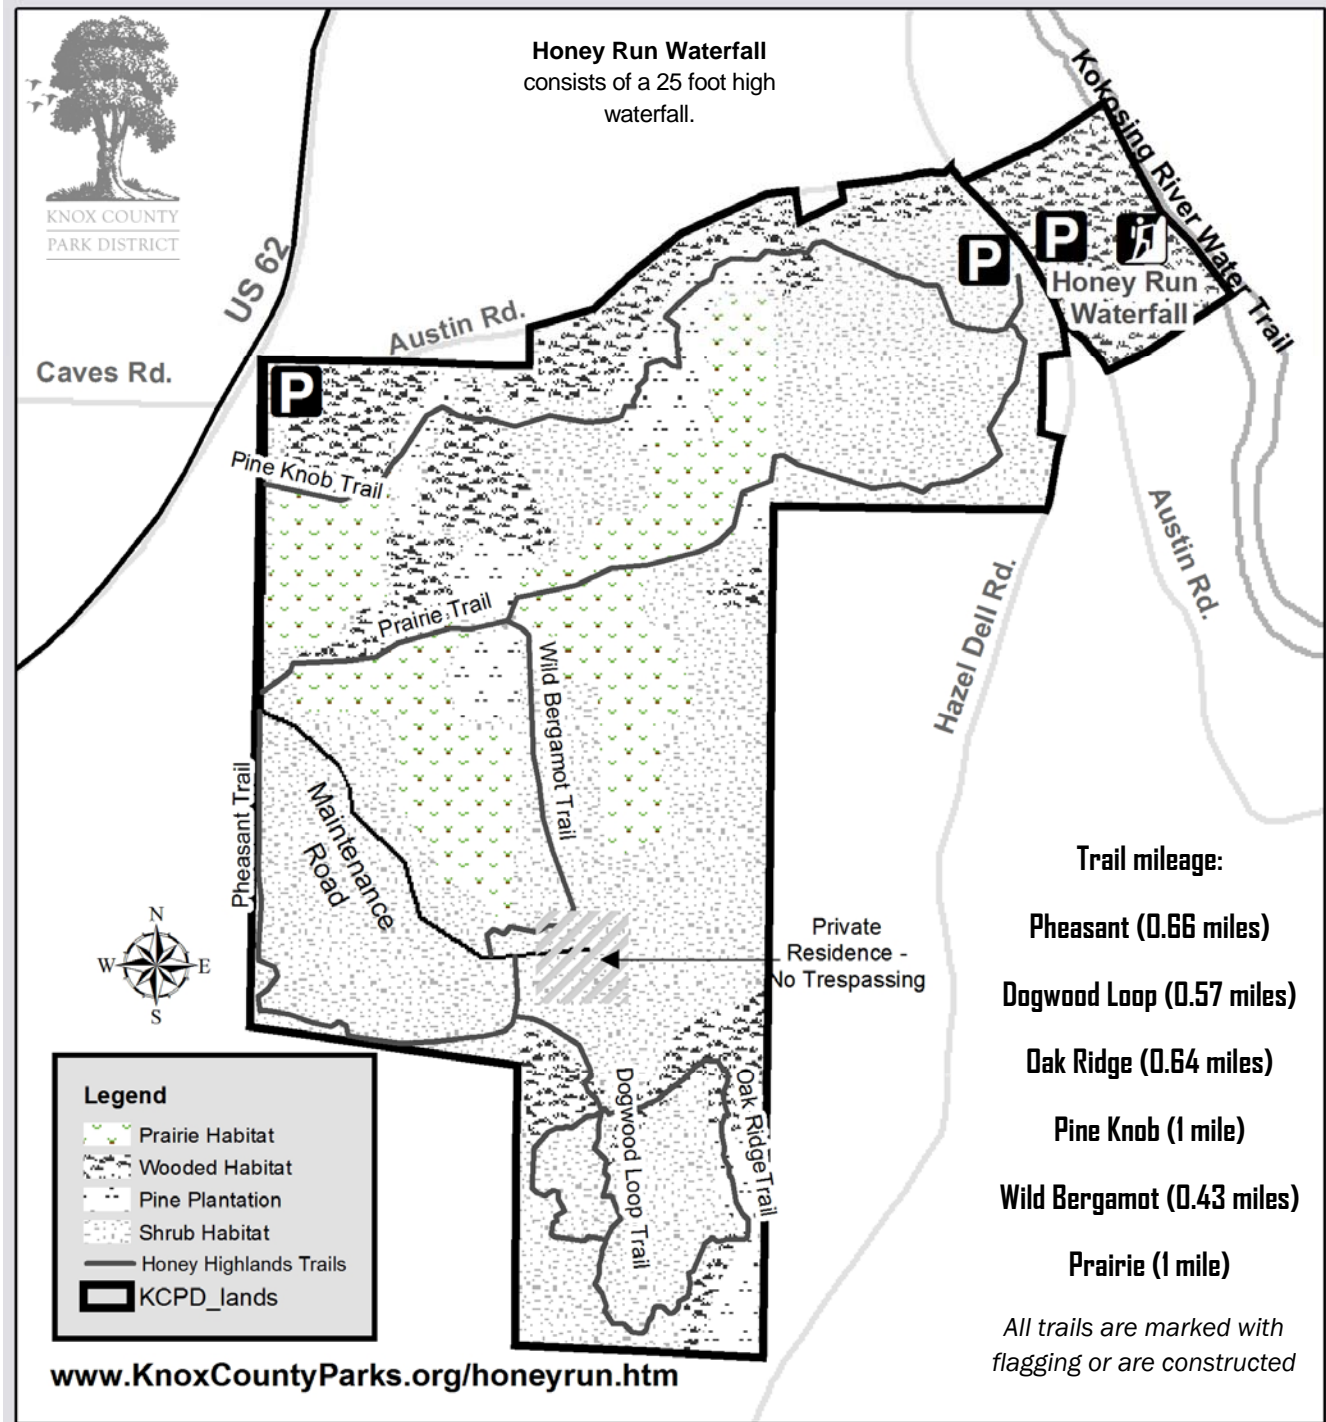 Honey Run Waterfall
consists of a 25 foot high
waterfall.
KNOX COUNTY
PARK DISTRICT
US 62
Caves Rd.
Austin Rd.
Kokosing River Water Trail
P
P
P
Honey Run
Waterfall
Pine Knob Trail
Prairie Trail
Wild Bergamot Trail
Pheasant Trail
Maintenance
Road
Hazel Dell Rd.
Austin Rd.
N
W
E
S
Private
Residence -
No Trespassing
Dogwood Loop Trail
Oak RidgeTrail
Trail mileage:
Pheasant (0.66 miles)
Dogwood Loop (0.57 miles)
Oak Ridge (0.64 miles)
Pine Knob (1 mile)
Wild Bergamot (0.43 miles)
Prairie (1 mile)
All trails are marked with
flagging or are constructed
Legend
Prairie Habitat
Wooded Habitat
Pine Plantation
Shrub Habitat
Honey Highlands Trails
KCPD_lands
www.KnoxCountyParks.org/honeyrun.htm